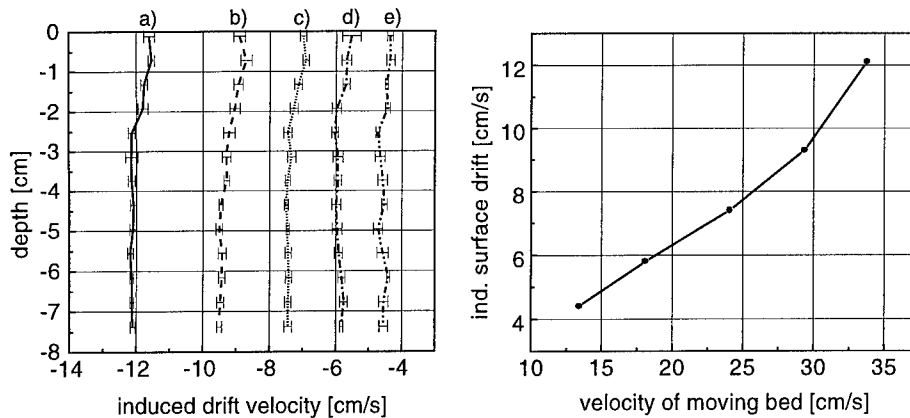 a) b) c) d) e)
0
-1
-2
-3
-4
-5
-6
-7
-8
depth [cm]
-14 -12 -10 -8 -6 -4
induced drift velocity [cm/s]
12
10
8
6
4
ind. surface drift [cm/s]
10 15 20 25 30 35
velocity of moving bed [cm/s]